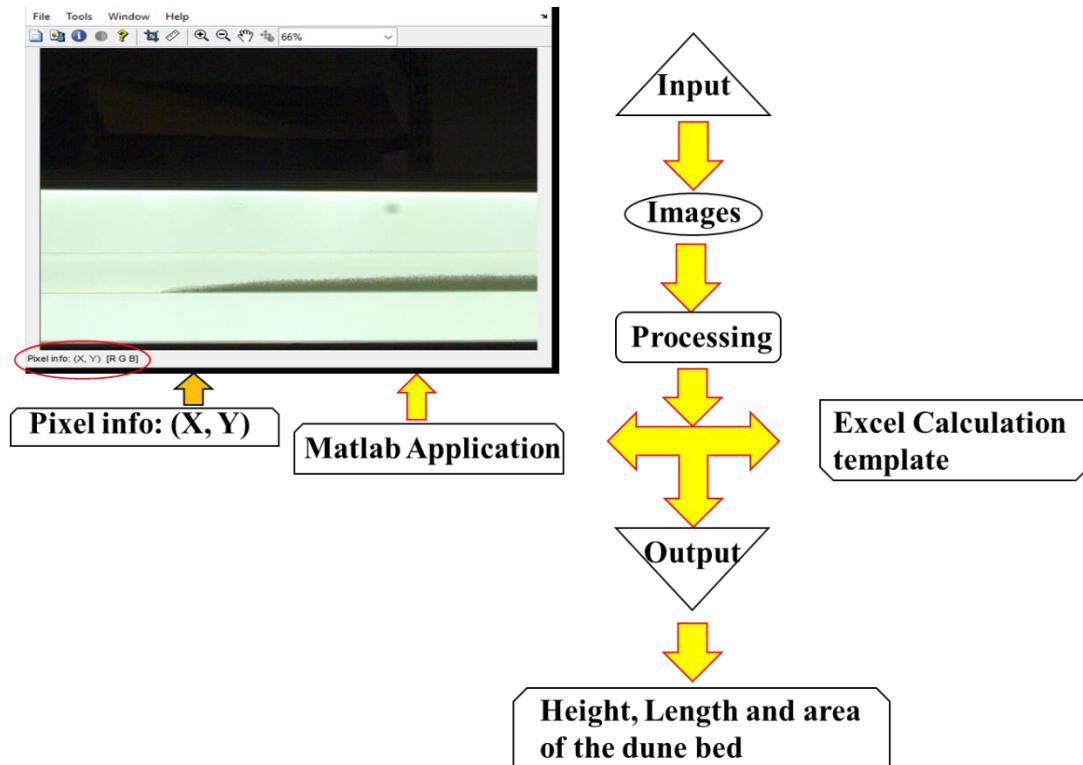 File Tools Window Help
66%
Pixel info: (X, Y) [R G B]
Pixel info: (X, Y)
Matlab Application
Input
Images
Processing
Excel Calculation
template
Output
Height, Length and area
of the dune bed